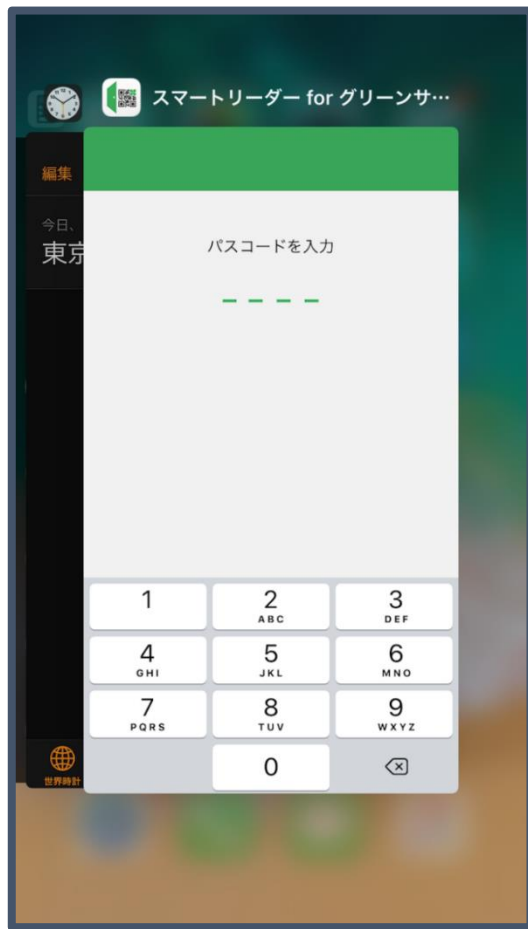 スマートリーダー for グリーンサ…
編集
今日、
東京
パスコードを入力
1
2
ABC
3
DEF
4
GHI
5
JKL
6
MNO
7
PQRS
8
TUV
9
WXYZ
0
世界時計